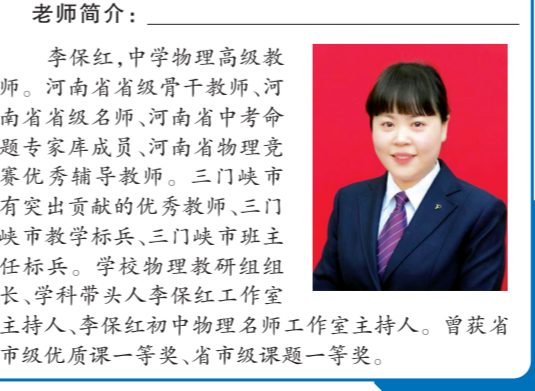 老师简介：
李保红，中学物理高级教
师。河南省省级骨干教师、河
南省省级名师、河南省中考命
题专家库成员、河南省物理竞
赛优秀辅导教师。三门峡市
有突出贡献的优秀教师、三门
峡市教学标兵、三门峡市班主
任标兵。学校物理教研组组
长、学科带头人李保红工作室
主持人、李保红初中物理名师工作室主持人。曾获省
市级优质课一等奖、省市级课题一等奖。